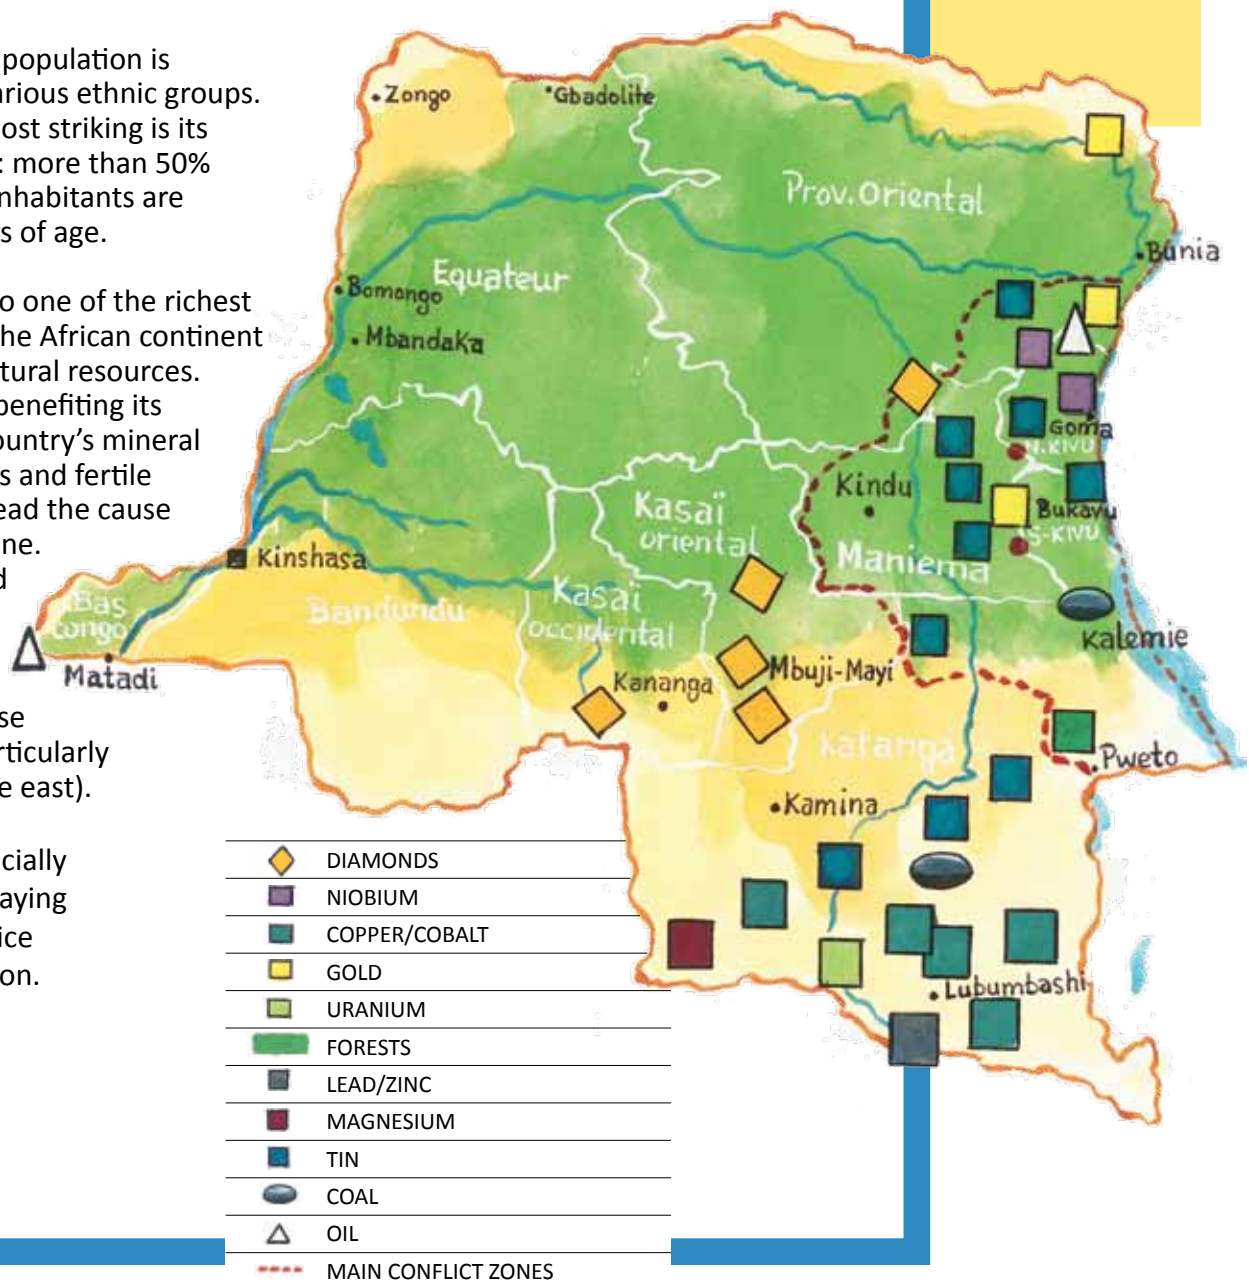 population is
arious ethnic groups.
ost striking is its
: more than 50%
nhabitants are
s of age.
o one of the richest
he African continent
tural resources.
benefiting its
ountry's mineral
s and fertile
ead the cause
ne.
d
se
rticularly
e east).
cially
aying
ice
on.
Zongo
Gbadolite
Prov.Oriental
Bunia
Equateur
Bomongo
Mbandaka
Goma
N.KIVU
Kindu
Kasaï
oriental
Bukavu
S-KIVU
Maniema
Kinshasa
Bas
congo
Bandundu
Kasaï
occidental
Kalemie
Matadi
Mbuji-Mayi
Kananga
Katanga
Pweto
Kamina
Lubumbashi
DIAMONDS
NIOBIUM
COPPER/COBALT
GOLD
URANIUM
FORESTS
LEAD/ZINC
MAGNESIUM
TIN
COAL
OIL
MAIN CONFLICT ZONES